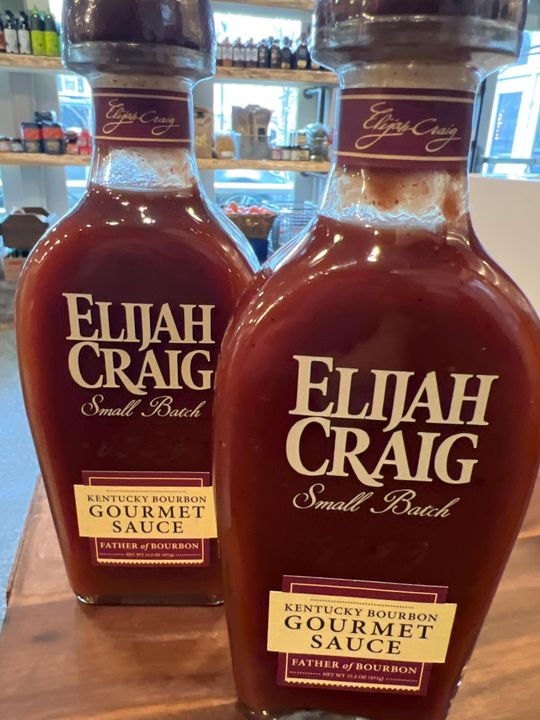 Elijah Craig
ELIJAH
CRAIG
Small Batch
KENTUCKY BOURBON
GOURMET
SAUCE
FATHER of BOURBON
Elijah Craig
ELIJAH
CRAIG
Small Batch
KENTUCKY BOURBON
GOURMET
SAUCE
FATHER of BOURBON